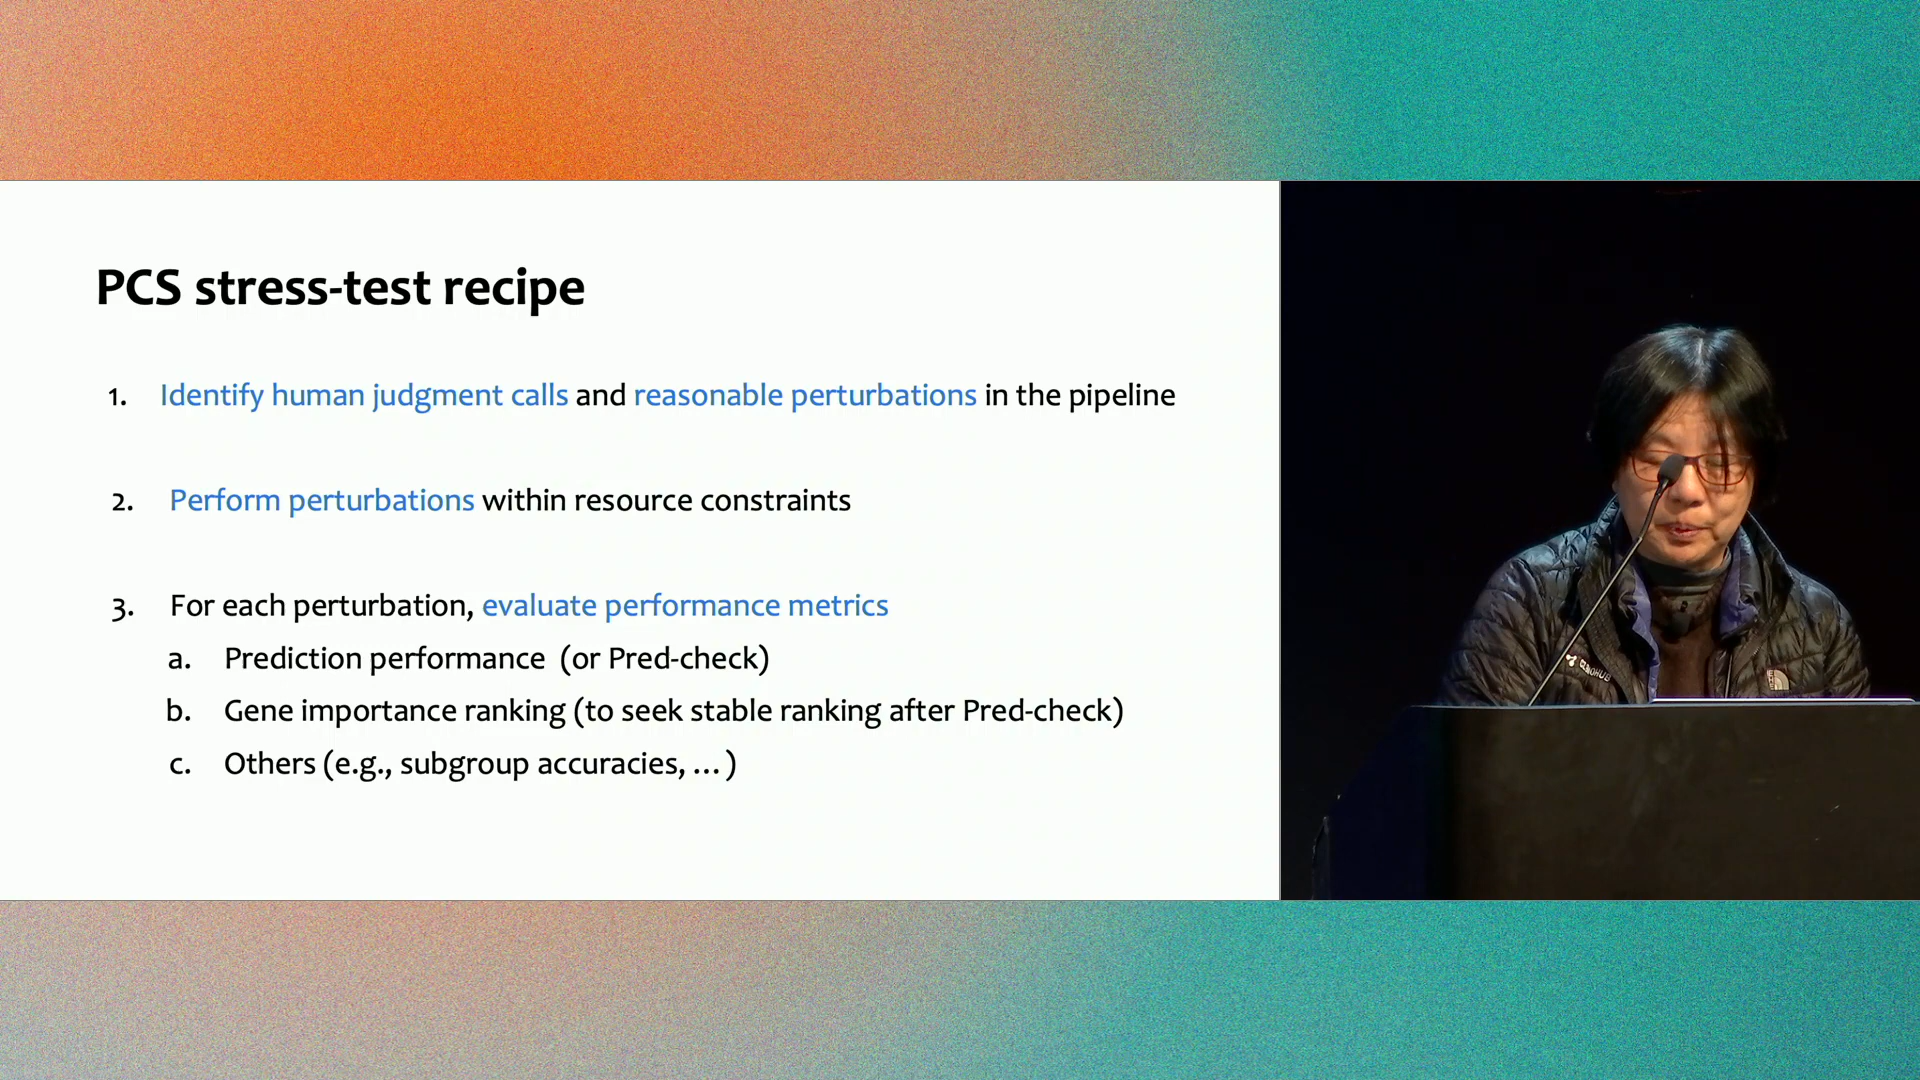 PCS stress-test recipe
1. Identify human judgment calls and reasonable perturbations in the pipeline
2. Perform perturbations within resource constraints
3. For each perturbation, evaluate performance metrics
a. Prediction performance (or Pred-check)
b. Gene importance ranking (to seek stable ranking after Pred-check)
c. Others (e.g., subgroup accuracies, ... )